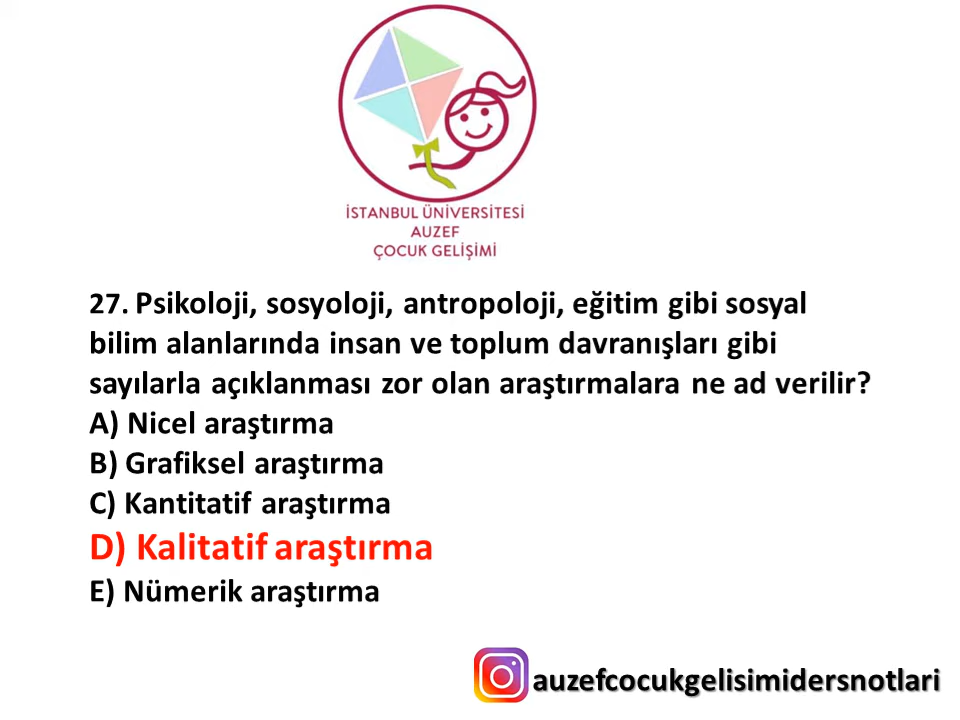 İSTANBUL ÜNİVERSİTESİ
AUZEF
ÇOCUK GELİŞİMİ
27. Psikoloji, sosyoloji, antropoloji, eğitim gibi sosyal
bilim alanlarında insan ve toplum davranışları gibi
sayılarla açıklanması zor olan araştırmalara ne ad verilir?
A) Nicel araştırma
B) Grafiksel araştırma
C) Kantitatif araştırma
D) Kalitatif araştırma
E) Nümerik araştırma
auzefcocukgelisimidersnotlari